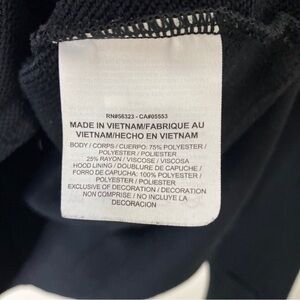 RN#56323 - CA#05553
MADE IN VIETNAM/FABRIQUE AU
VIETNAM/HECHO EN VIETNAM
BODY / CORPS / CUERPO: 75% POLYESTER /
POLYESTER / POLIESTER
25% RAYON / VISCOSE / VISCOSA
HOOD LINING / DOUBLURE DE CAPUCHE /
FORRO DE CAPUCHA: 100% POLYESTER /
POLYESTER / POLIESTER
EXCLUSIVE OF DECORATION / DECORATION
NON COMPRISE / NO INCLUYE LA
DECORACION